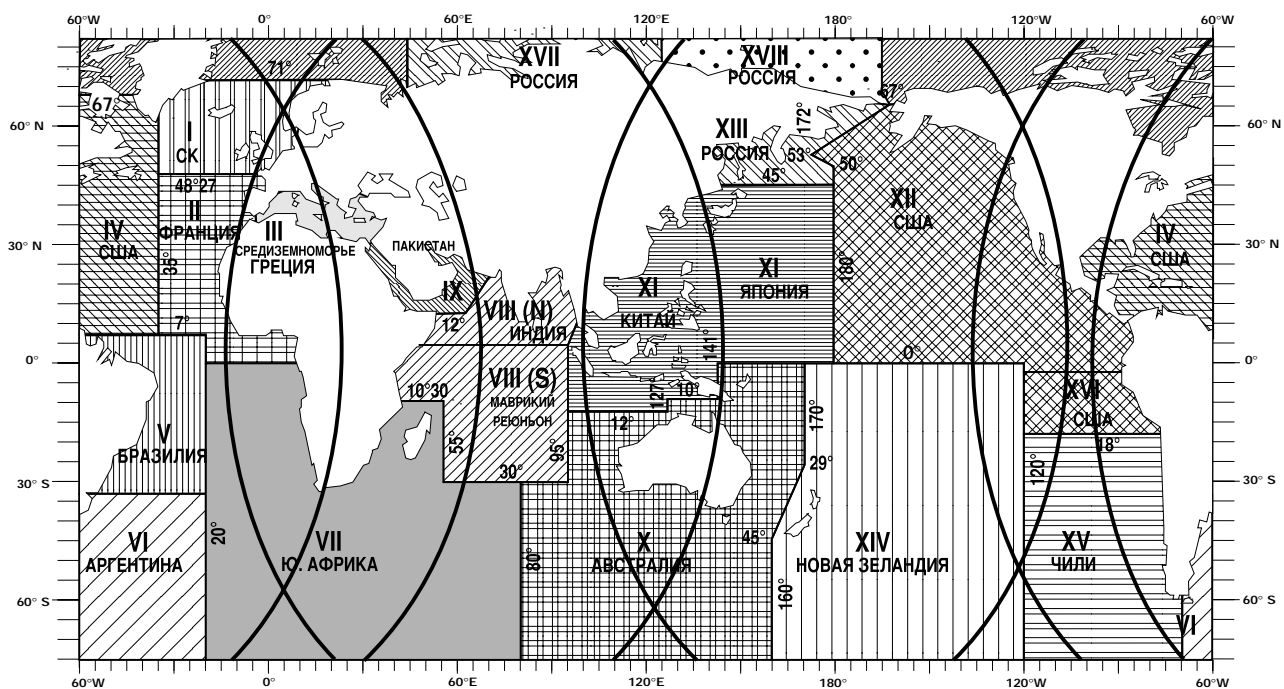 60°W 0° 60°E 120°E 180° 120°W 60°W
71°
XVII
РОССИЯ
XVIII
РОССИЯ
67°
67°
60° N 60° N
I
СК
172°
XIII
РОССИЯ
53°
50°
45°
48°27
II
ФРАНЦИЯ
35°
IV
США
III
СРЕДИЗЕМНОМОРЬЕ
ГРЕЦИЯ
ПАКИСТАН
XII
США
IV
США
30° N 30° N
IX
12°
VIII (N)
ИНДИЯ
XI
КИТАЙ
XI
ЯПОНИЯ
180°
141°
7°
0° 0° 0°
VIII (S)
МАВРИКИЙ
РЕЮНЬОН
10°30
127°
10°
12°
XVI
США
18°
V
БРАЗИЛИЯ
55°
95°
30°
170°
29°
120°
30° S 30° S
VI
АРГЕНТИНА
20°
VII
Ю. АФРИКА
80°
X
АВСТРАЛИЯ
45°
160°
XIV
НОВАЯ ЗЕЛАНДИЯ
XV
ЧИЛИ
VI
60° S 60° S
60°W 0° 60°E 120°E 180° 120°W 60°W